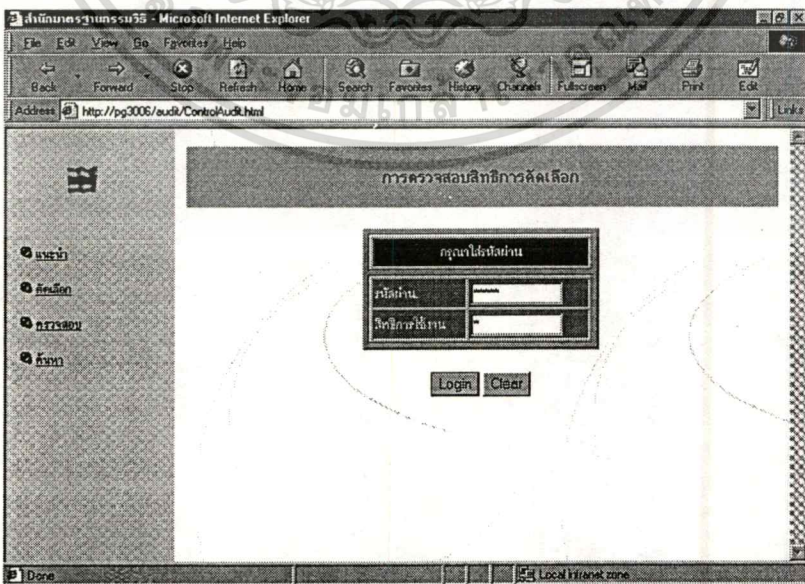 สำนักมาตรฐานกรรมวิธี - Microsoft Internet Explorer
File Edit View Go Favorites Help
Back Forward Stop Refresh Home Search Favorites History Channels Fullscreen Mail Print Edit
Address http://pg3006/audit/ControlAudit.html Links
การตรวจสอบสิทธิการคัดเลือก
แนะนำ
คัดเลือก
ตรวจสอบ
ค้นหา
กรุณาใส่รหัสผ่าน
รหัสผ่าน
สิทธิการใช้งาน
Login Clear
Done Local intranet zone